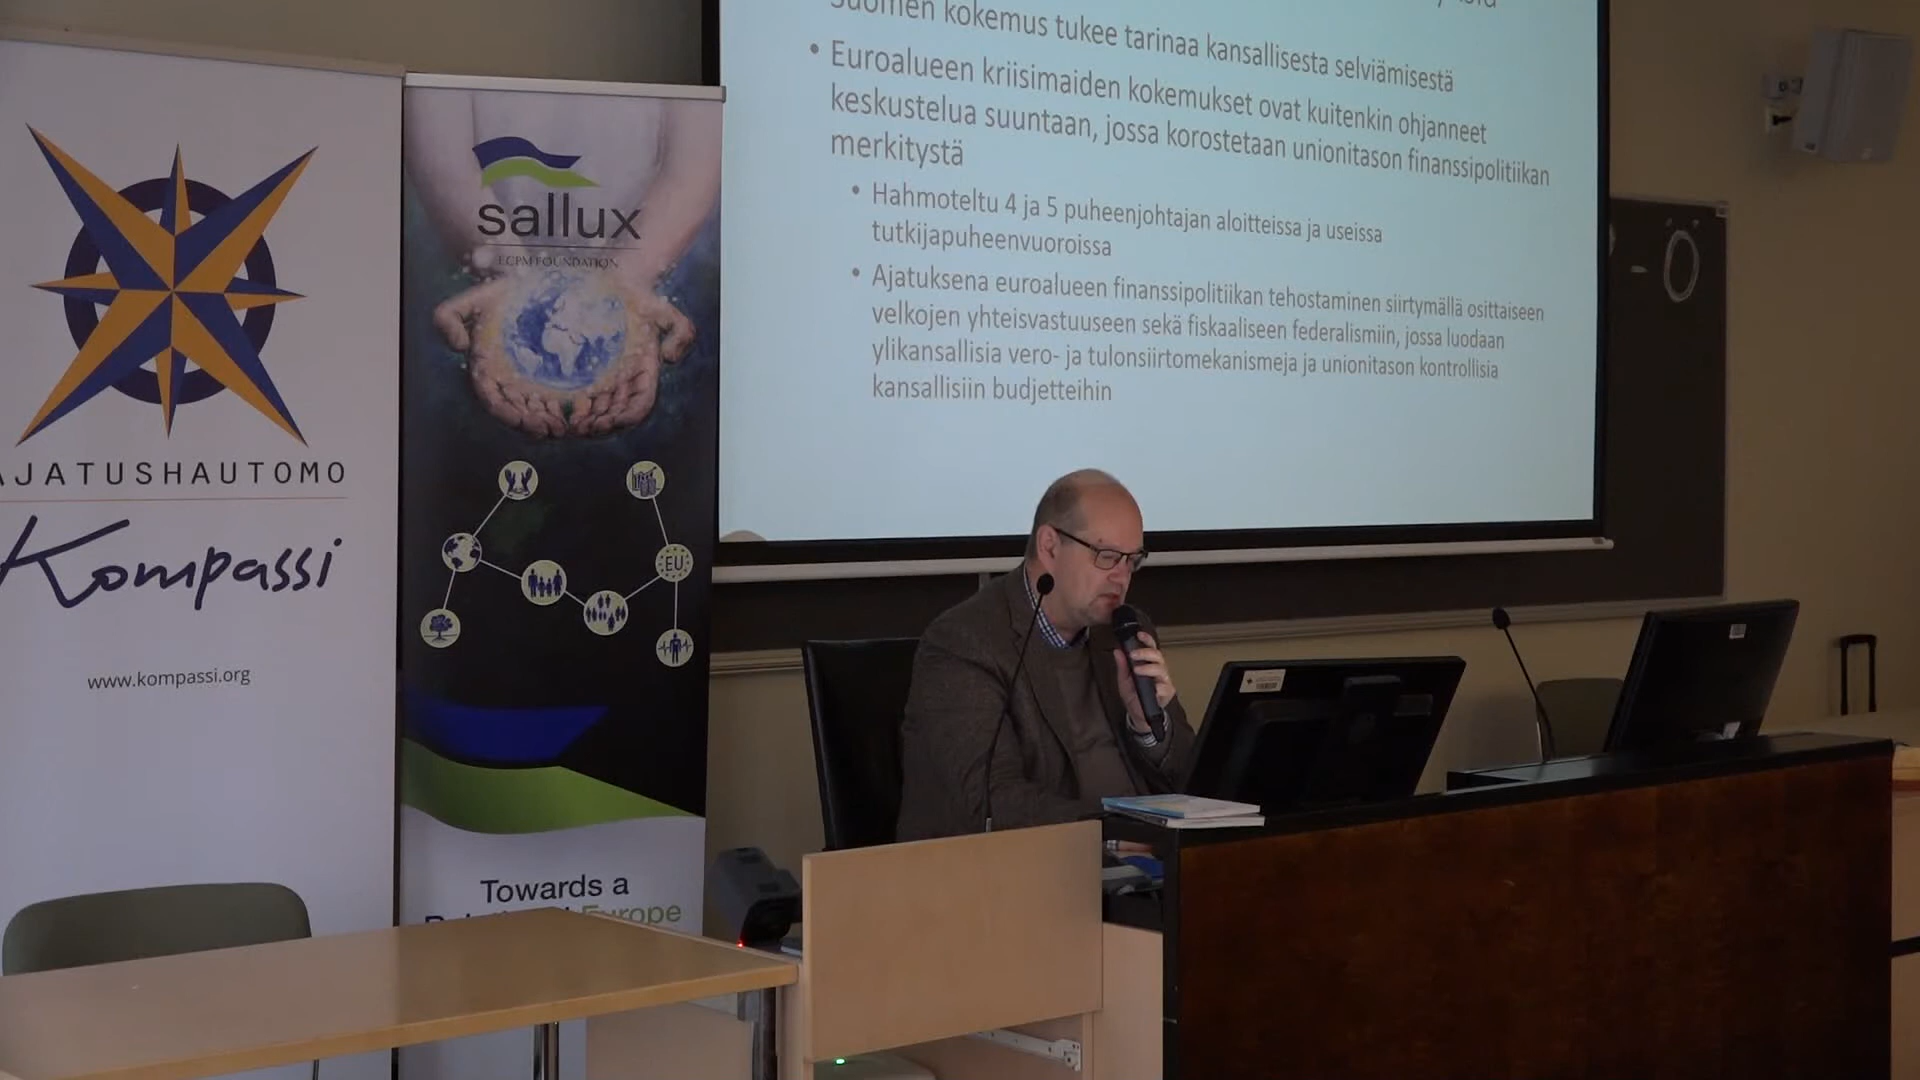 Suomen kokemus tukee tarinaa kansallisesta selviämisestä
• Euroalueen kriisimaiden kokemukset ovat kuitenkin ohjanneet
keskustelua suuntaan, jossa korostetaan unionitason finanssipolitiikan
merkitystä
• Hahmoteltu 4 ja 5 puheenjohtajan aloitteissa ja useissa
tutkijapuheenvuoroissa
• Ajatuksena euroalueen finanssipolitiikan tehostaminen siirtymällä osittaiseen
velkojen yhteisvastuuseen sekä fiskaaliseen federalismiin, jossa luodaan
ylikansallisia vero- ja tulonsiirtomekanismeja ja unionitason kontrollisia
kansallisiin budjetteihin
AJATUSHAUTOMO
Kompassi
www.kompassi.org
sallux
ECPM FOUNDATION
EU
Towards a
Europe